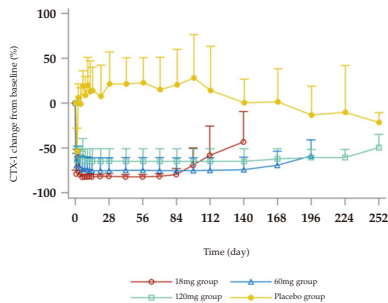 100
50
0
-50
-100
CTX-1 change from baseline (%)
0 28 56 84 112 140 168 196 224 252
Time (day)
18mg group 60mg group
120mg group Placebo group